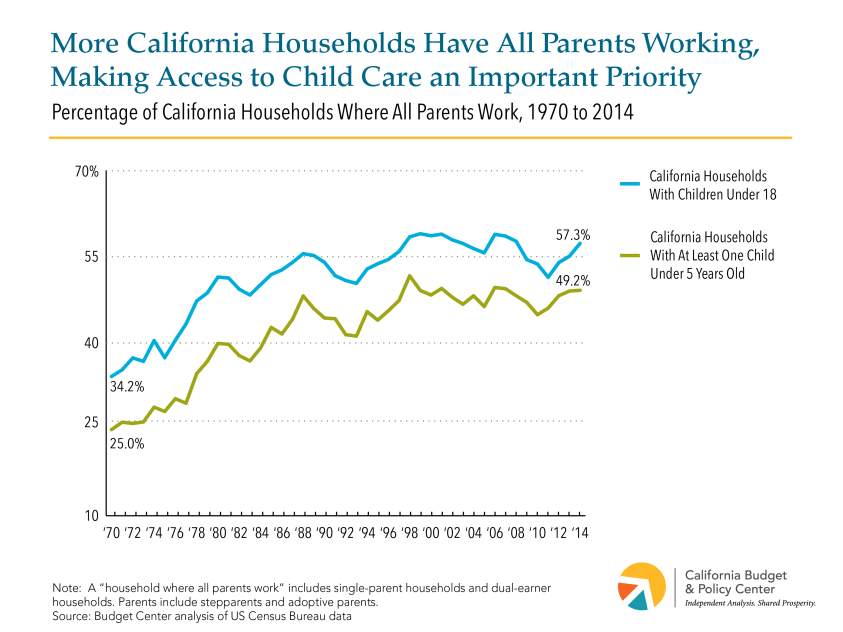 More California Households Have All Parents Working,
Making Access to Child Care an Important Priority
Percentage of California Households Where All Parents Work, 1970 to 2014
70%
55
40
25
10
34.2%
25.0%
57.3%
49.2%
'70 '72 '74 '76 '78 '80 '82 '84 '86 '88 '90 '92 '94 '96 '98 '00 '02 '04 '06 '08 '10 '12 '14
California Households
With Children Under 18
California Households
With At Least One Child
Under 5 Years Old
Note: A “household where all parents work” includes single-parent households and dual-earner
households. Parents include stepparents and adoptive parents.
Source: Budget Center analysis of US Census Bureau data
California Budget
& Policy Center
Independent Analysis. Shared Prosperity.